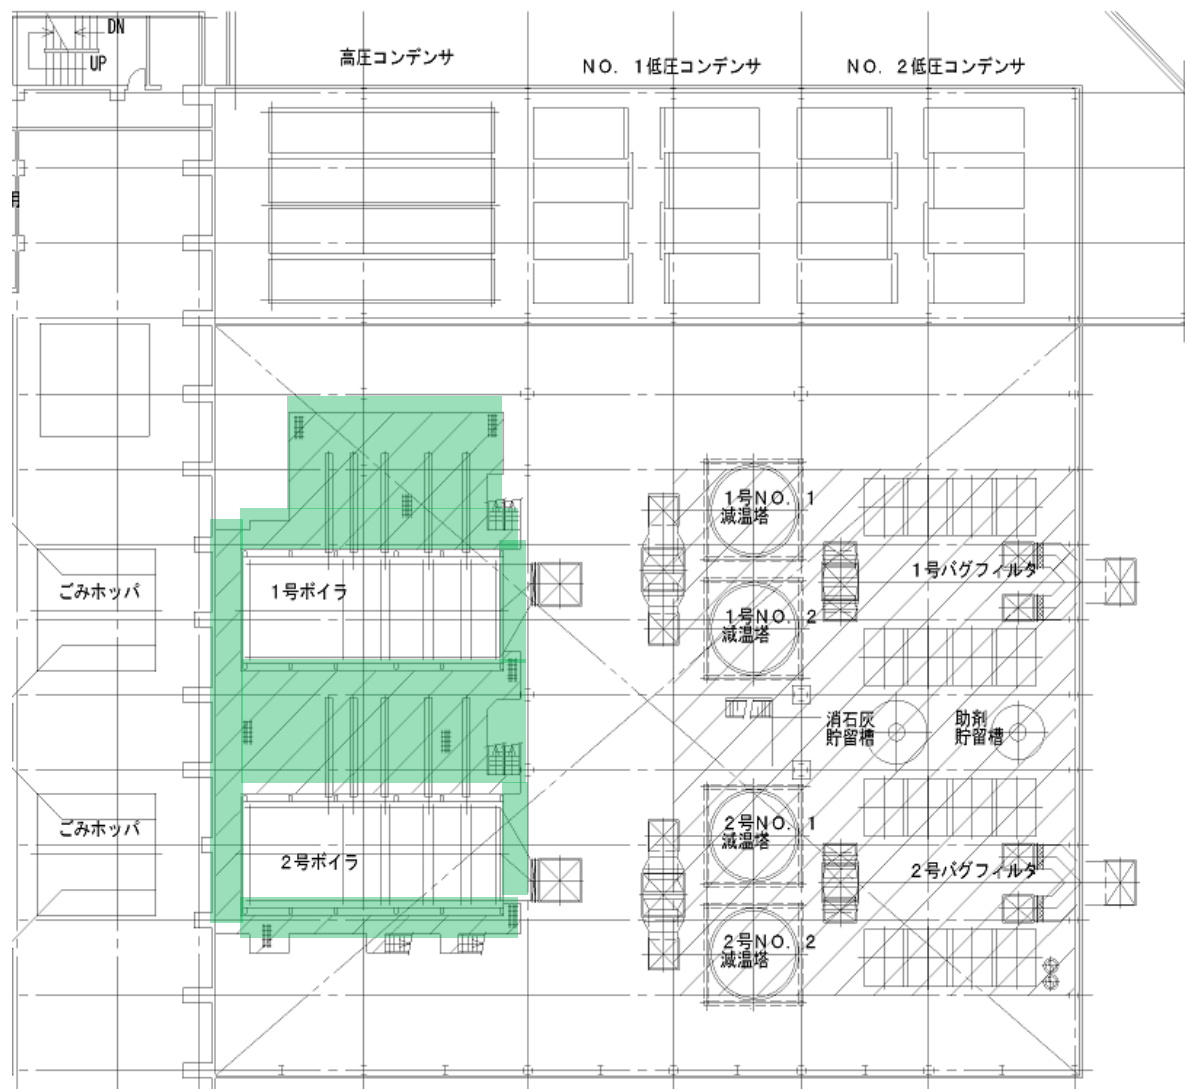 DN
UP
高圧コンデンサ
NO. 1低圧コンデンサ
NO. 2低圧コンデンサ
用
1号NO. 1
減温塔
ごみホッパ
1号ボイラ
1号バグフィルタ
1号NO. 2
減温塔
消石灰
貯留槽
助剤
貯留槽
ごみホッパ
2号ボイラ
2号NO. 1
減温塔
2号バグフィルタ
2号NO. 2
減温塔